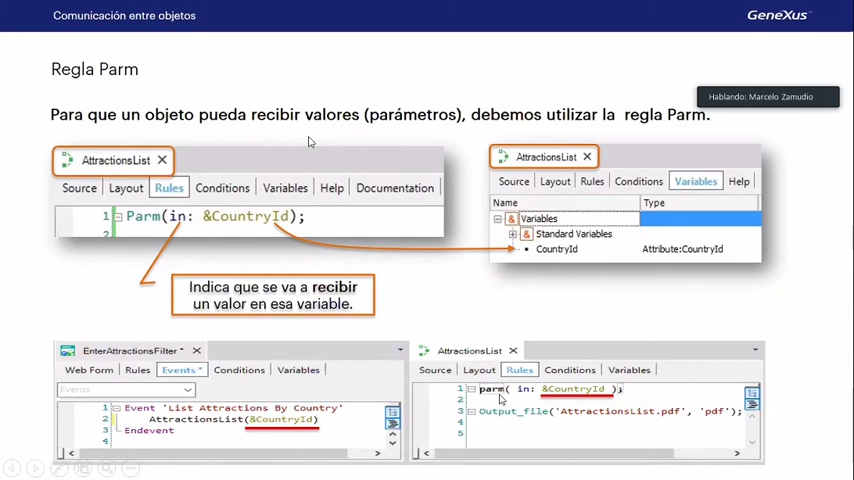 Comunicación entre objetos
GeneXus
Regla Parm
Hablando: Marcelo Zamudio
Para que un objeto pueda recibir valores (parámetros), debemos utilizar la regla Parm.
AttractionsList
Source Layout Rules Conditions Variables Help Documentation
1 Parm(in: &CountryId);
2
AttractionsList
Source Layout Rules Conditions Variables Help
Name Type
& Variables
& Standard Variables
CountryId Attribute:CountryId
Indica que se va a recibir
un valor en esa variable.
EnterAttractionsFilter *
Web Form Rules Events * Conditions Variables
Events
1 Event 'List Attractions By Country'
2 AttractionsList(&CountryId)
3 Endevent
4
AttractionsList
Source Layout Rules Conditions Variables
1 parm( in: &CountryId );
2
3 Output_file('AttractionsList.pdf', 'pdf');
4
5